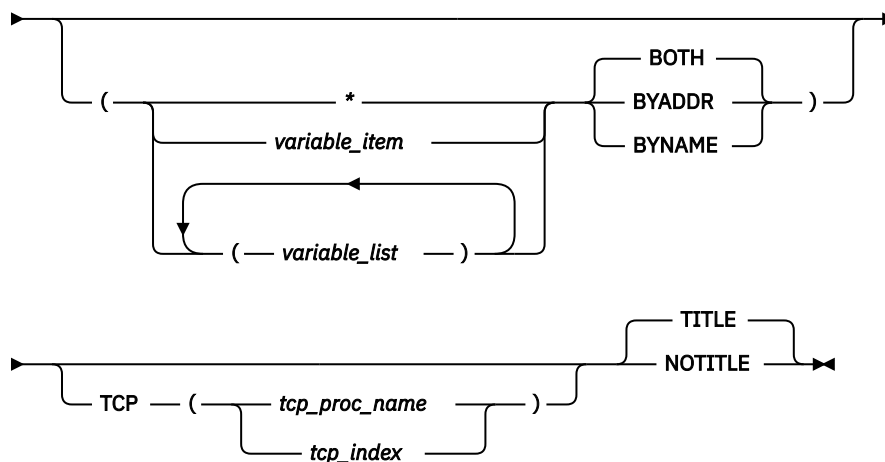 BOTH
( * BYADDR )
variable_item BYNAME
( variable_list )
TITLE
NOTITLE
TCP ( tcp_proc_name )
tcp_index